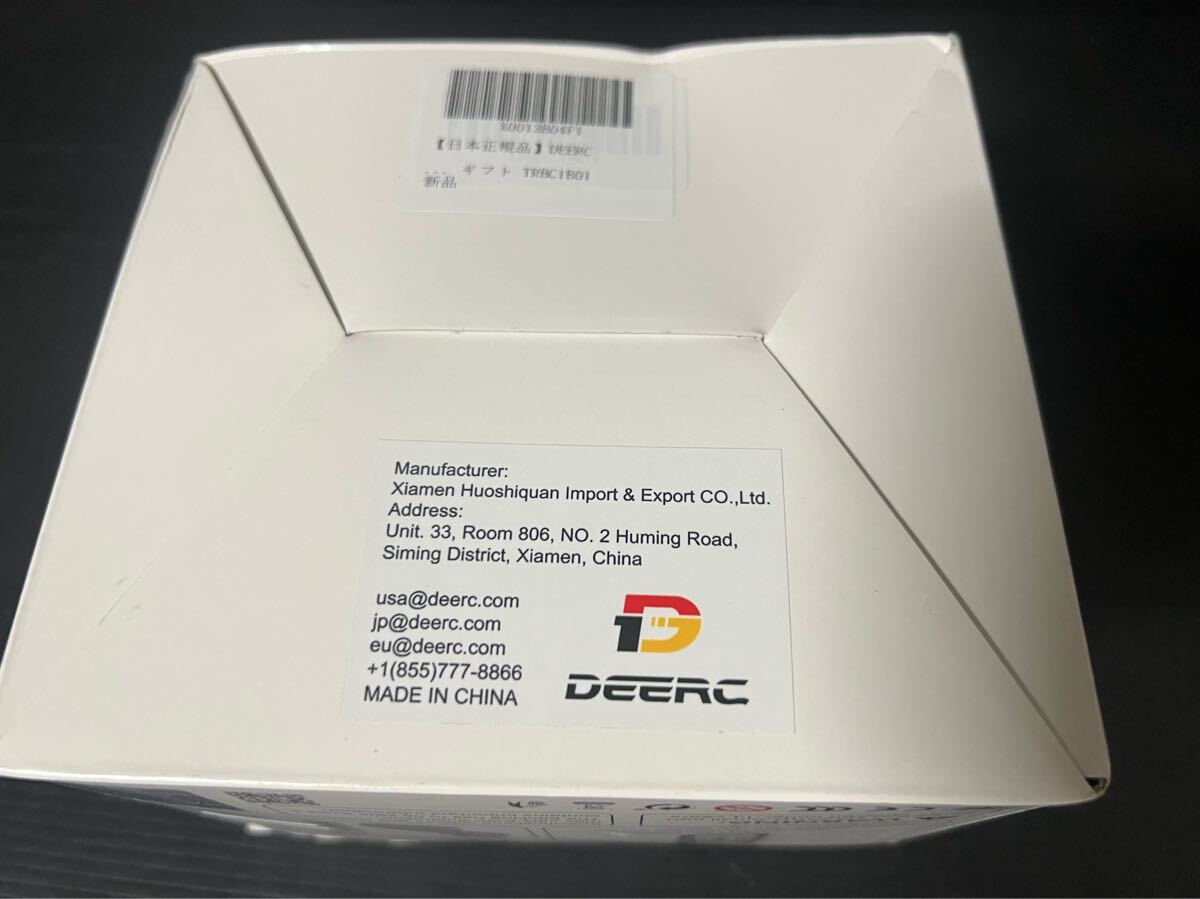 X0013B04P1
【日本正規品】DEERC
... ギフト TRBC1B01
新品
Manufacturer:
Xiamen Huoshiquan Import & Export CO.,Ltd.
Address:
Unit. 33, Room 806, NO. 2 Huming Road,
Siming District, Xiamen, China
usa@deerc.com
jp@deerc.com
eu@deerc.com
+1(855)777-8866
MADE IN CHINA
DEERC